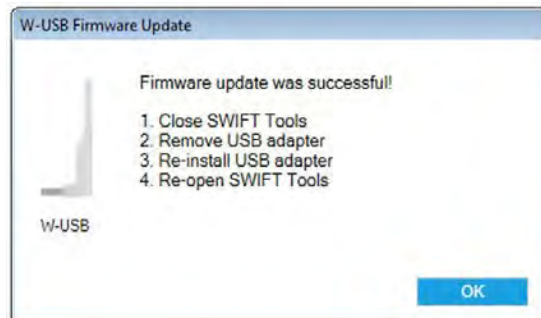 W-USB Firmware Update
Firmware update was successful!
1. Close SWIFT Tools
2. Remove USB adapter
3. Re-install USB adapter
4. Re-open SWIFT Tools
W-USB
OK